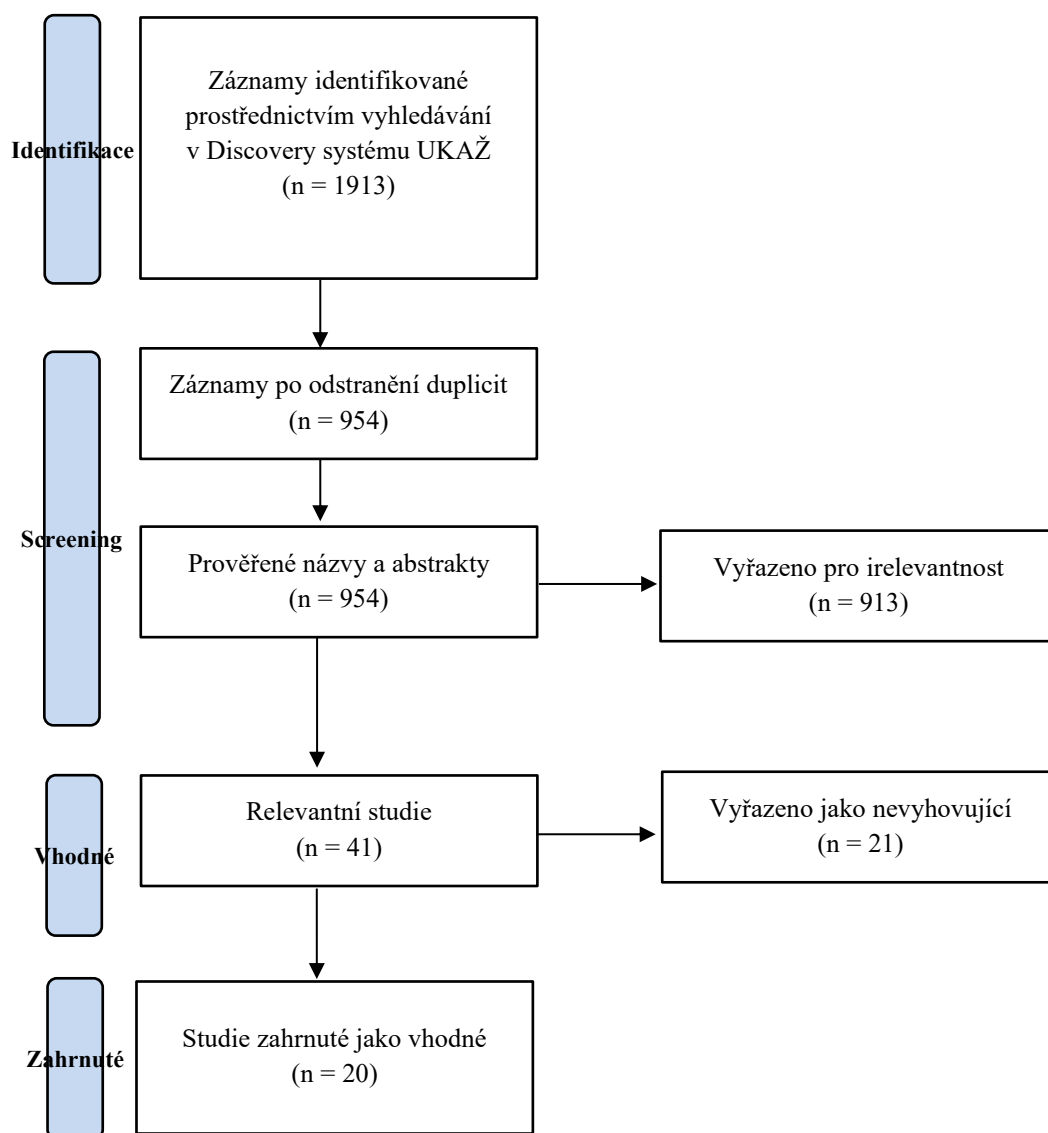 Identifikace
Záznamy identifikované
prostřednictvím vyhledávání
v Discovery systému UKAŽ
(n = 1913)
Screening
Záznamy po odstranění duplicit
(n = 954)
Prověřené názvy a abstrakty
(n = 954)
Vyřazeno pro irelevantnost
(n = 913)
Vhodné
Relevantní studie
(n = 41)
Vyřazeno jako nevyhovující
(n = 21)
Zahrnuté
Studie zahrnuté jako vhodné
(n = 20)